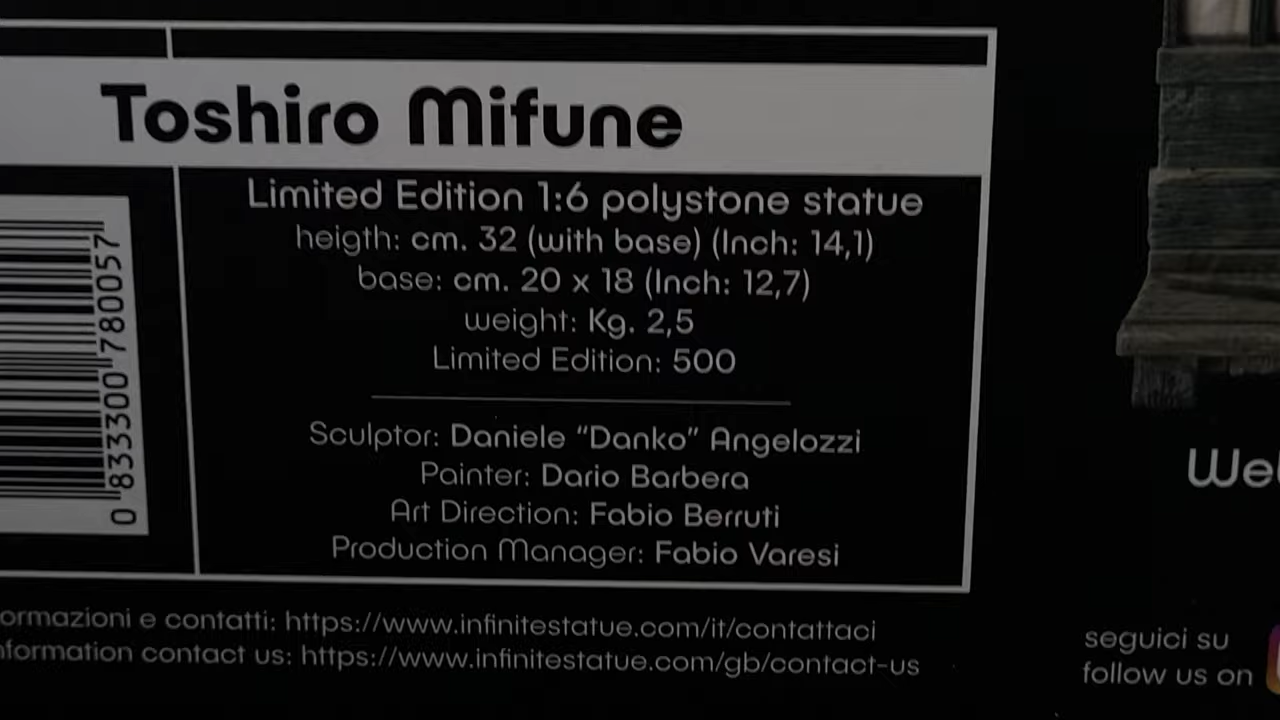 Toshiro Mifune
Limited Edition 1:6 polystone statue
heigth: cm. 32 (with base) (Inch: 14,1)
base: cm. 20 x 18 (Inch: 12,7)
weight: Kg. 2,5
Limited Edition: 500
0 833300 780057
Sculptor: Daniele “Danko” Angelozzi
Painter: Dario Barbera
Art Direction: Fabio Berruti
Production Manager: Fabio Varesi
ormazioni e contatti: https://www.infinitestatue.com/it/contattaci
nformation contact us: https://www.infinitestatue.com/gb/contact-us
seguici su
follow us on